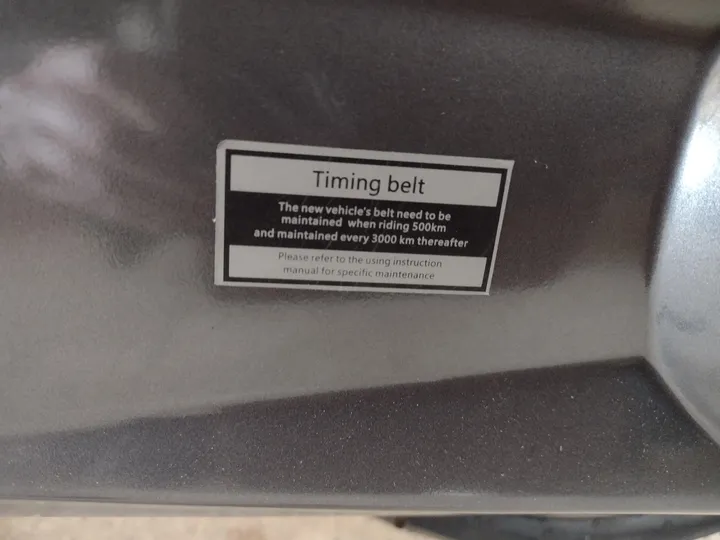 Timing belt
The new vehicle's belt need to be
maintained when riding 500km
and maintained every 3000 km thereafter
Please refer to the using instruction
manual for specific maintenance